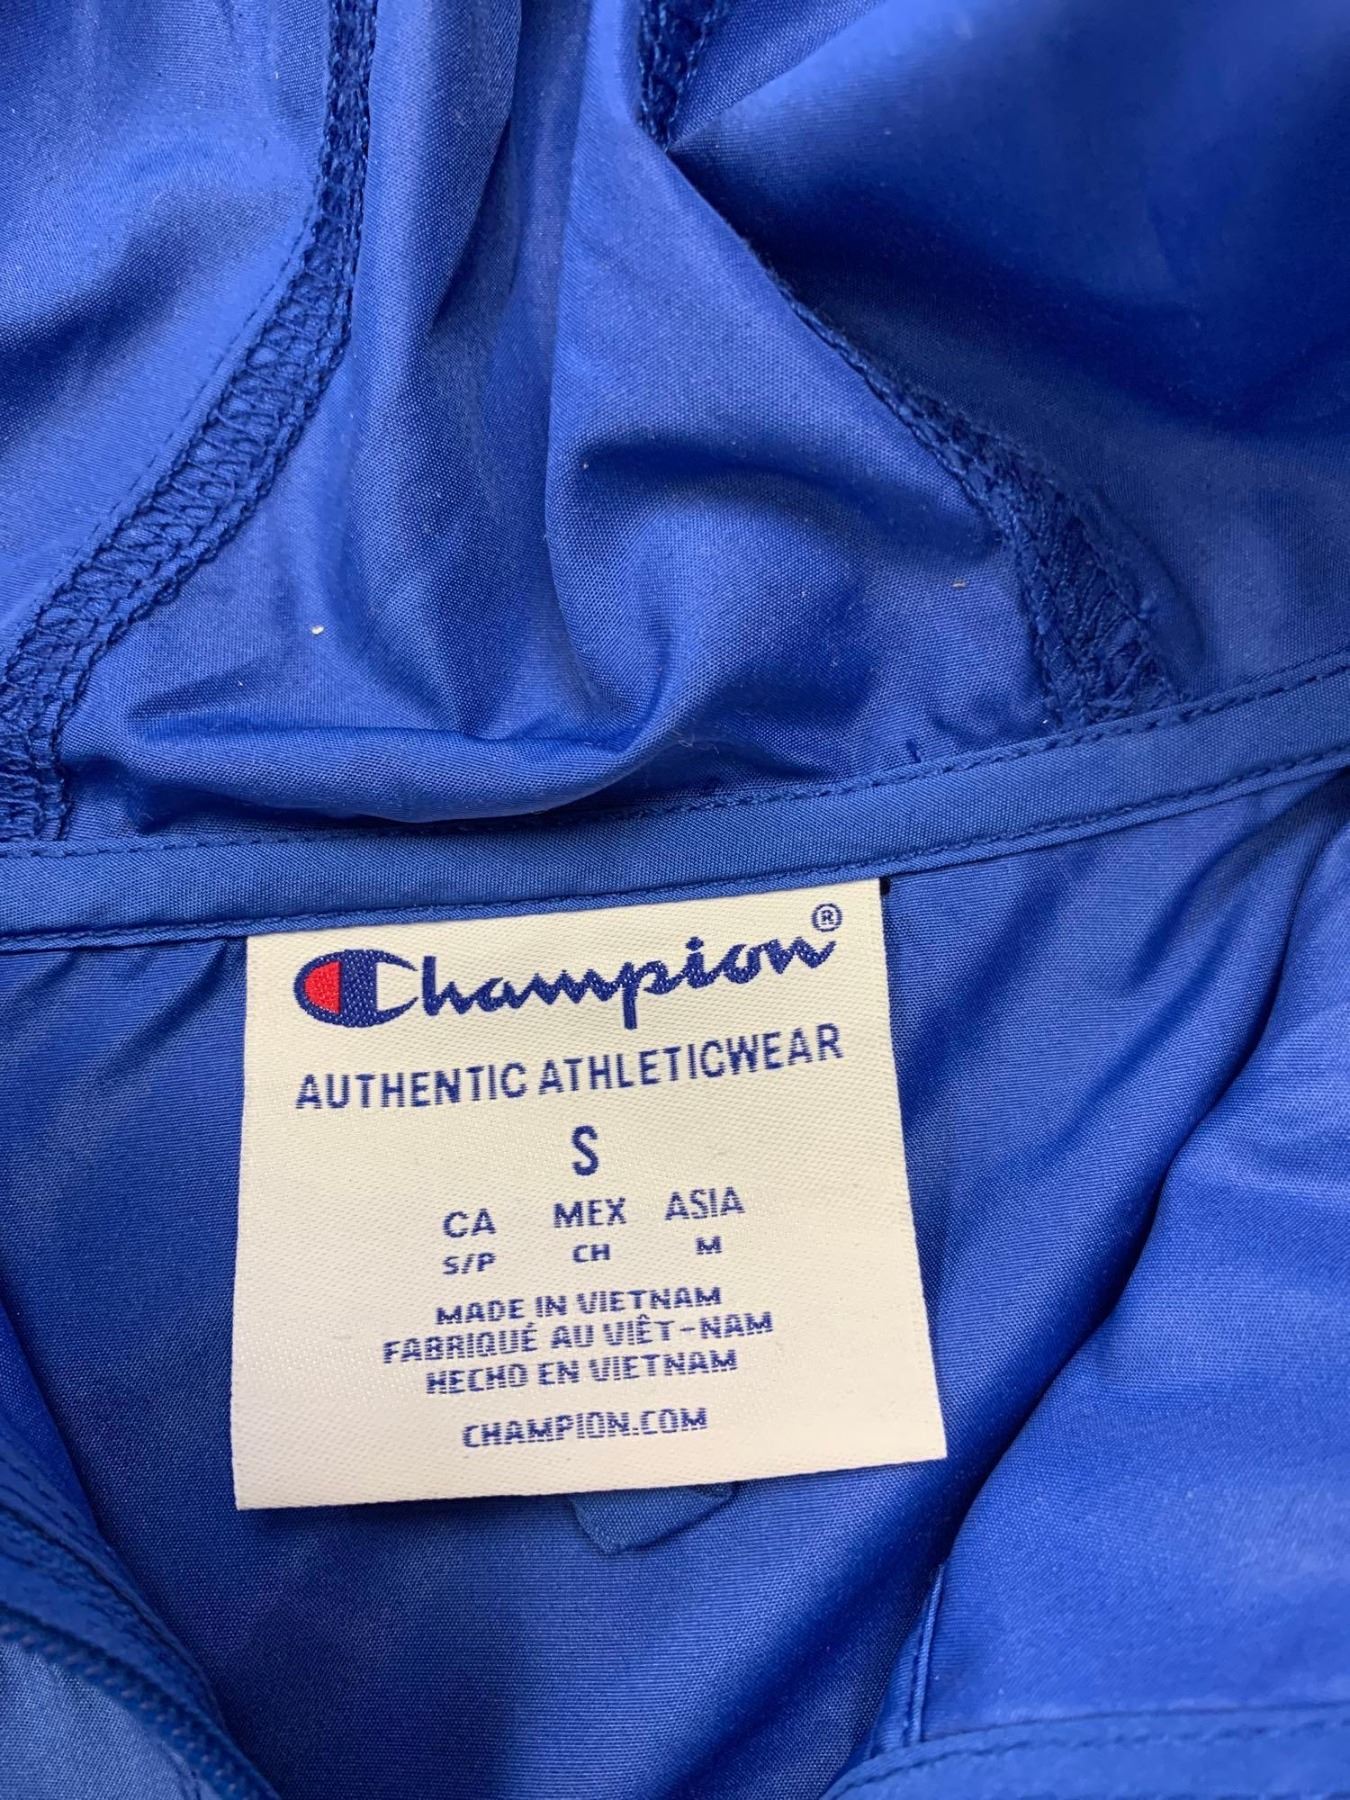 Champion®
AUTHENTIC ATHLETICWEAR
S
CA MEX ASIA
S/P CH M
MADE IN VIETNAM
FABRIQUÉ AU VIÊT-NAM
HECHO EN VIETNAM
CHAMPION.COM